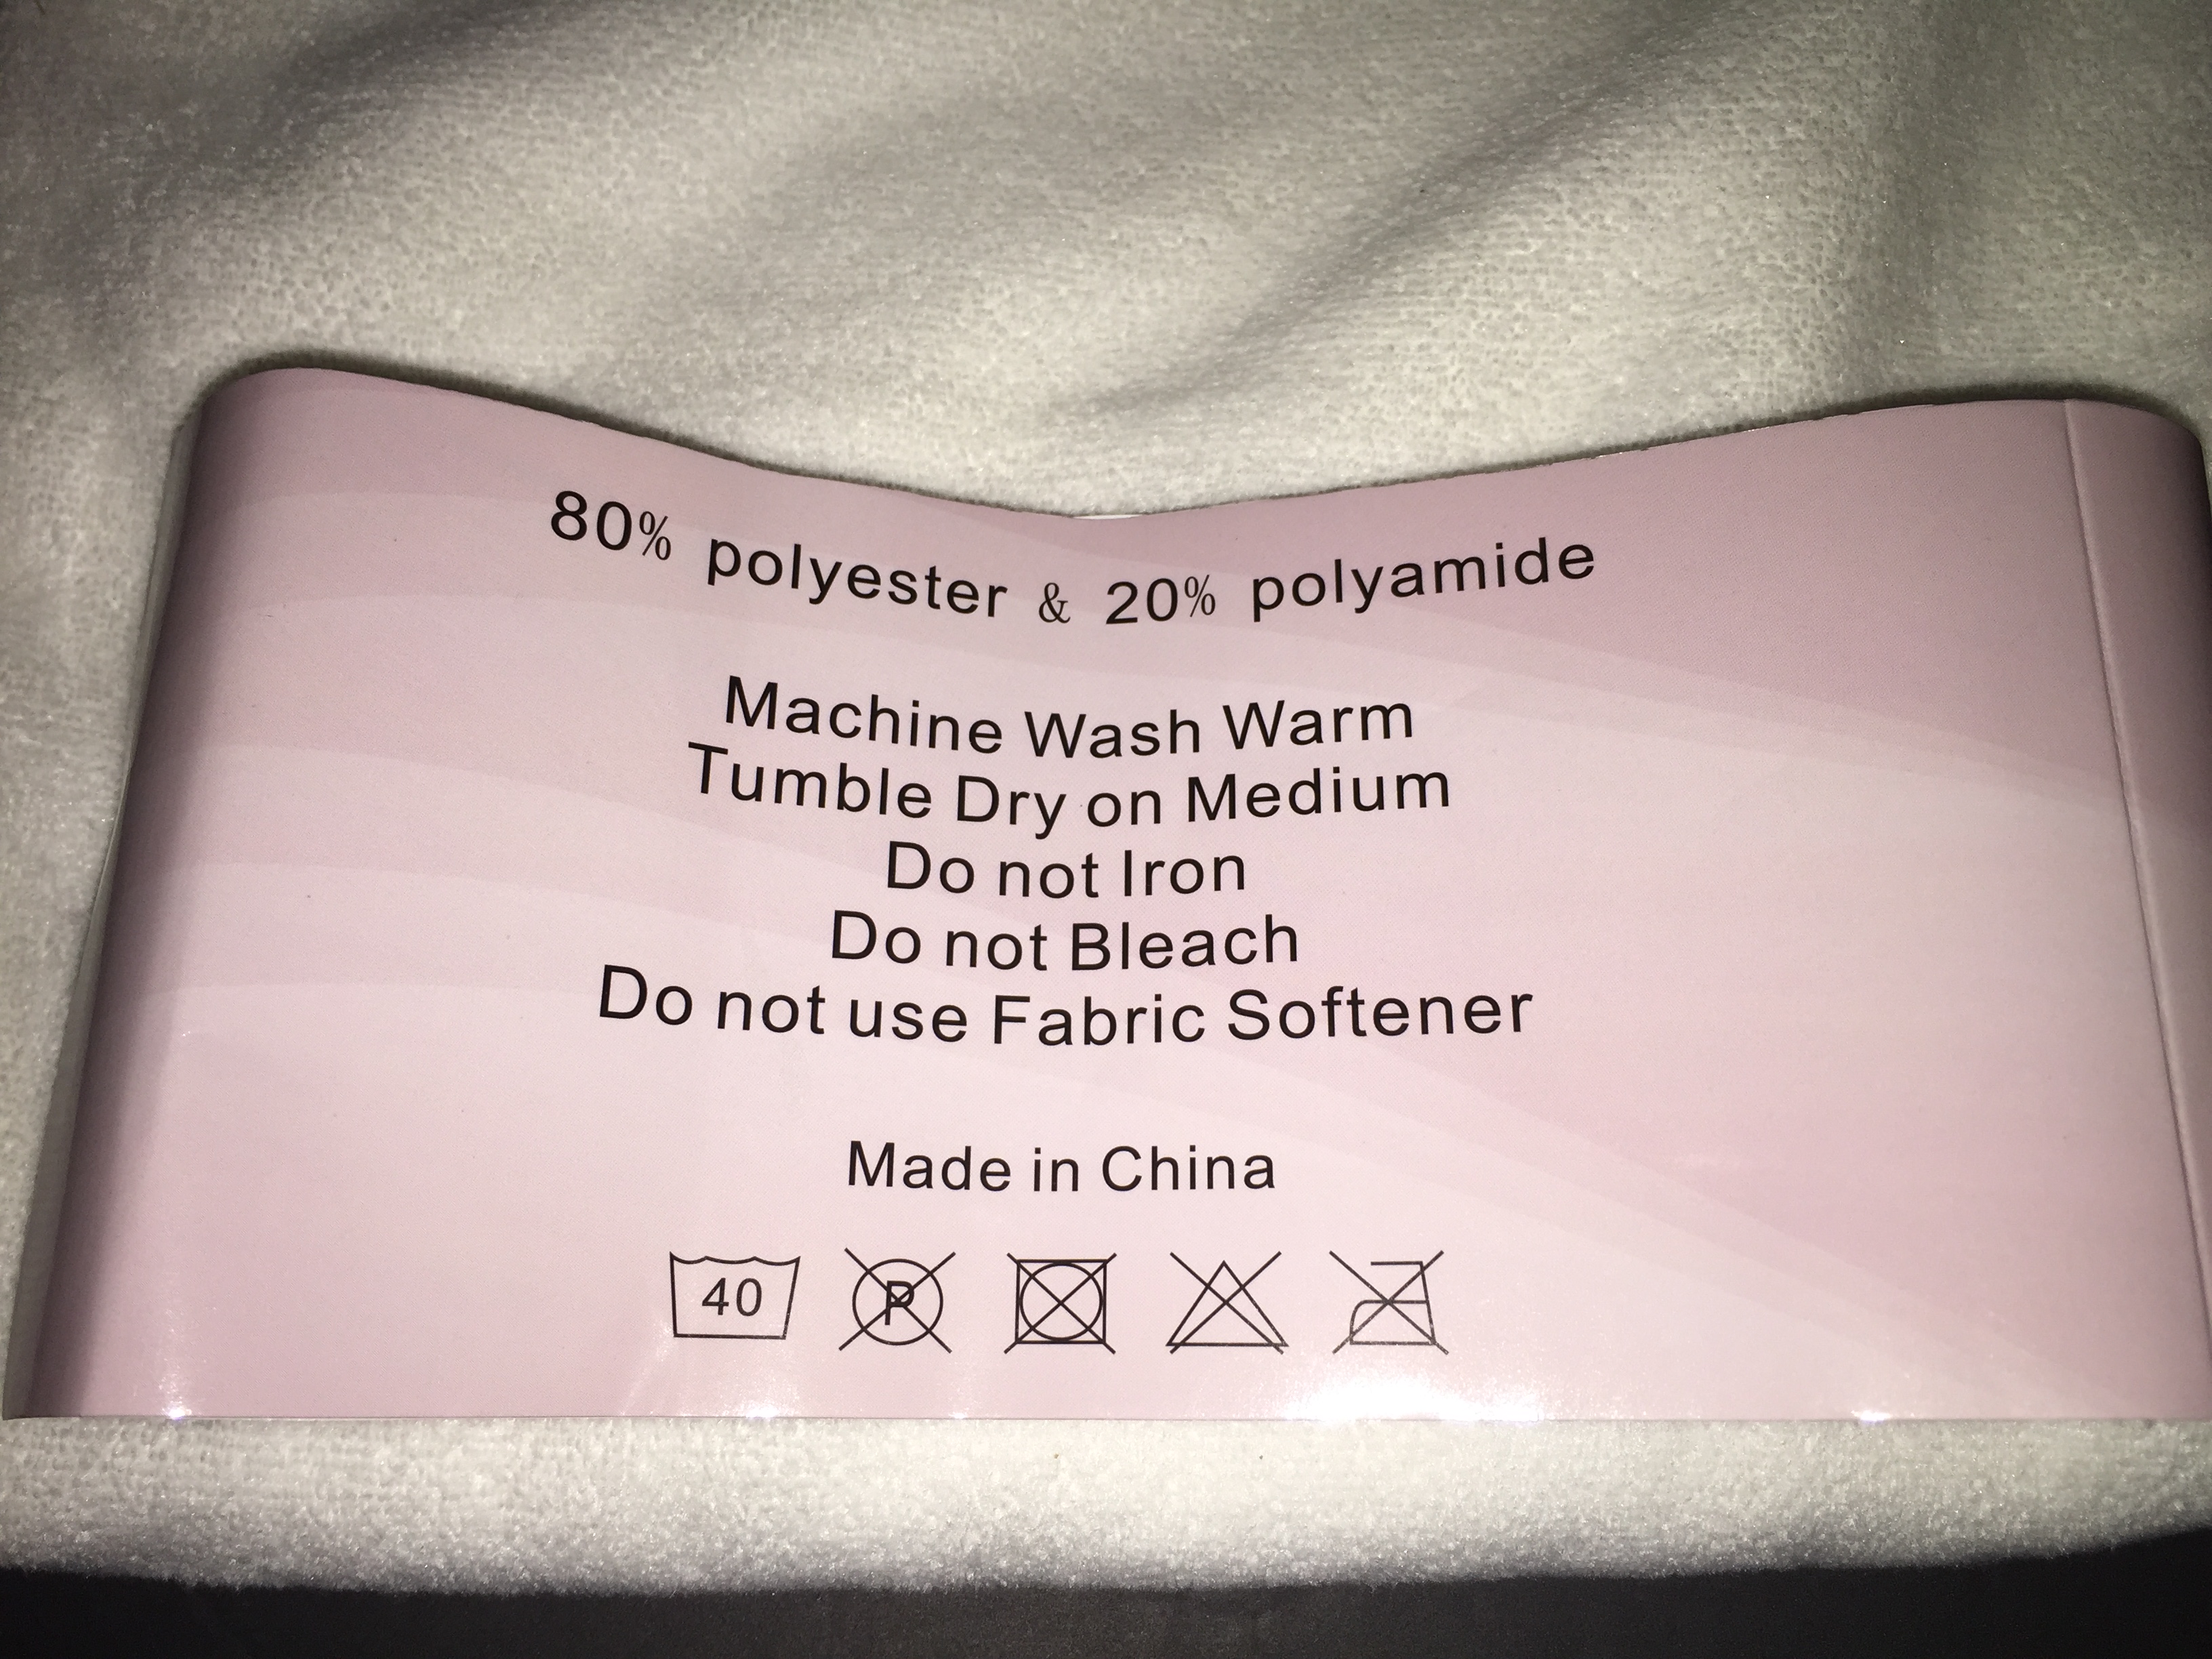 80% polyester & 20% polyamide
Machine Wash Warm
Tumble Dry on Medium
Do not Iron
Do not Bleach
Do not use Fabric Softener
Made in China
40 P